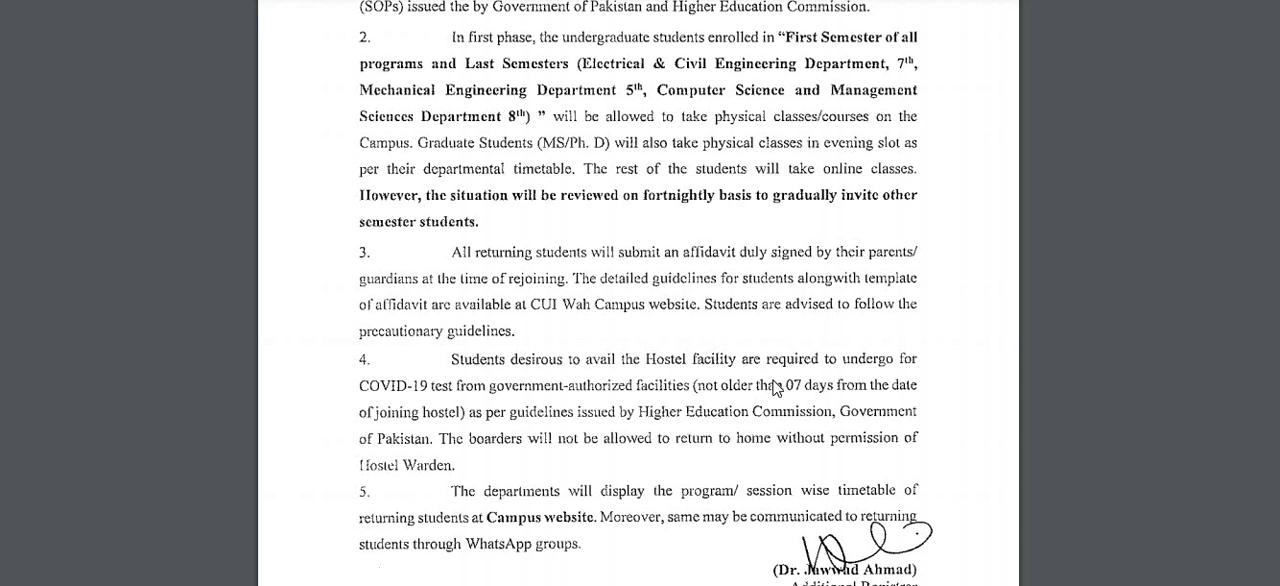 (SOPs) issued the by Government of Pakistan and Higher Education Commission.
2. In first phase, the undergraduate students enrolled in “First Semester of all
programs and Last Semesters (Electrical & Civil Engineering Department, 7th,
Mechanical Engineering Department 5th, Computer Science and Management
Sciences Department 8th) ” will be allowed to take physical classes/courses on the
Campus. Graduate Students (MS/Ph. D) will also take physical classes in evening slot as
per their departmental timetable. The rest of the students will take online classes.
However, the situation will be reviewed on fortnightly basis to gradually invite other
semester students.
3. All returning students will submit an affidavit duly signed by their parents/
guardians at the time of rejoining. The detailed guidelines for students alongwith template
of affidavit are available at CUI Wah Campus website. Students are advised to follow the
precautionary guidelines.
4. Students desirous to avail the Hostel facility are required to undergo for
COVID-19 test from government-authorized facilities (not older than 07 days from the date
of joining hostel) as per guidelines issued by Higher Education Commission, Government
of Pakistan. The boarders will not be allowed to return to home without permission of
Hostel Warden.
5. The departments will display the program/ session wise timetable of
returning students at Campus website. Moreover, same may be communicated to returning
students through WhatsApp groups.
(Dr. Jawwad Ahmad)
Additional Registrar